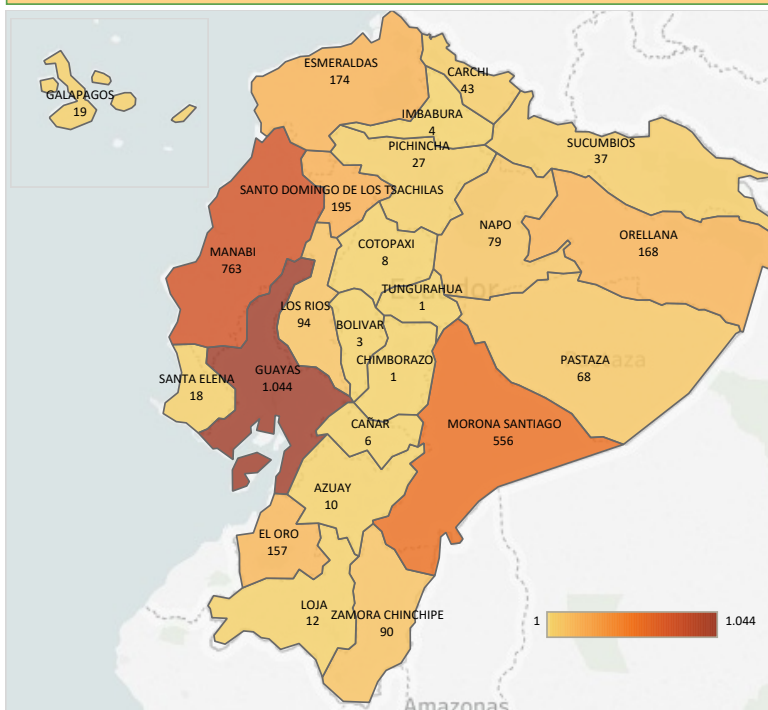 ESMERALDAS
174
CARCHI
43
GALAPAGOS
19
IMBABURA
4
SUCUMBIOS
37
PICHINCHA
27
SANTO DOMINGO DE LOS TSACHILAS
195
NAPO
79
ORELLANA
168
COTOPAXI
8
MANABI
763
TUNGURAHUA
1
Ecuador
LOS RIOS
94
BOLIVAR
3
CHIMBORAZO
1
PASTAZA
68
GUAYAS
1.044
SANTA ELENA
18
CAÑAR
6
MORONA SANTIAGO
556
AZUAY
10
EL ORO
157
LOJA
12
ZAMORA CHINCHIPE
90
1
1.044
Amazonas